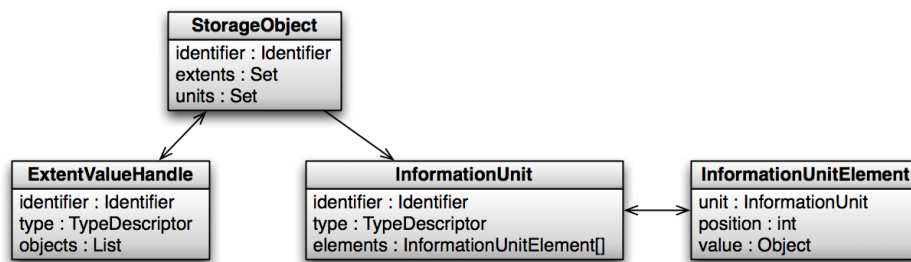 StorageObject
identifier : Identifier
extents : Set
units : Set
ExtentValueHandle
identifier : Identifier
type : TypeDescriptor
objects : List
InformationUnit
identifier : Identifier
type : TypeDescriptor
elements : InformationUnitElement[]
InformationUnitElement
unit : InformationUnit
position : int
value : Object